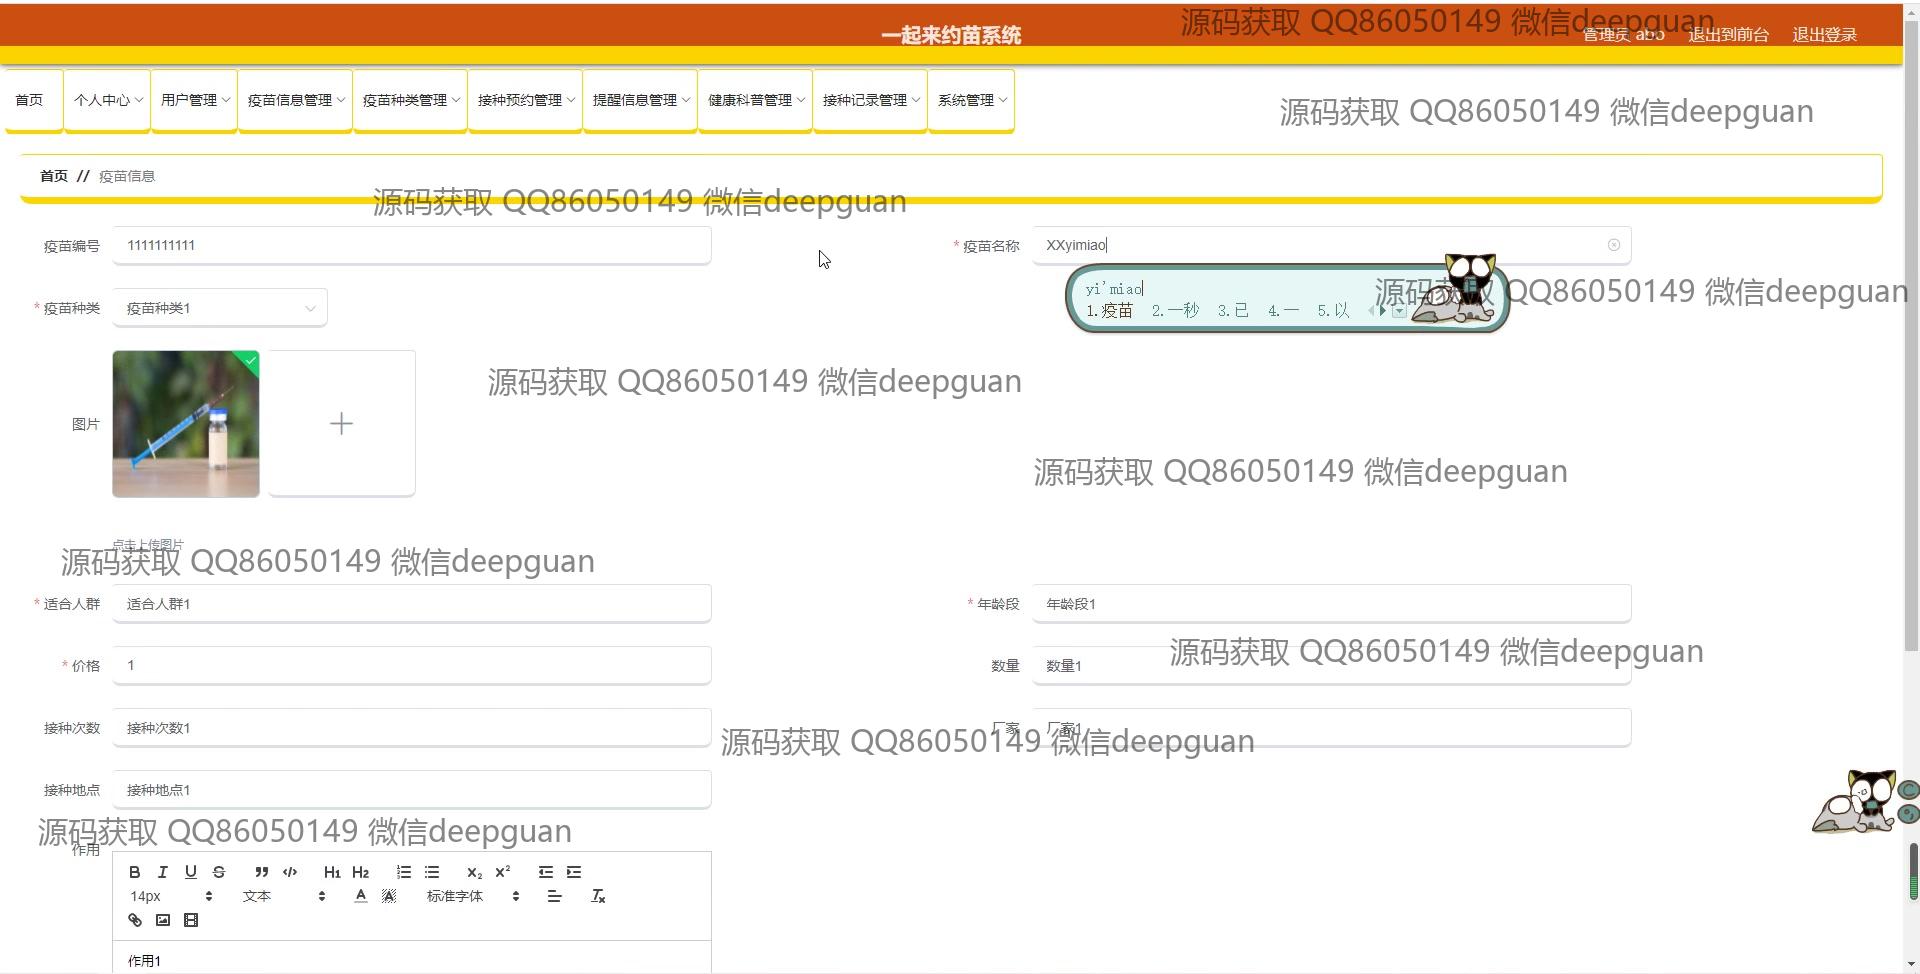 一起来约苗系统
源码获取 QQ86050149 微信deepguan
管理员 abo 退出到前台 退出登录
首页 个人中心 用户管理 疫苗信息管理 疫苗种类管理 接种预约管理 提醒信息管理 健康科普管理 接种记录管理 系统管理
源码获取 QQ86050149 微信deepguan
首页 // 疫苗信息
源码获取 QQ86050149 微信deepguan
疫苗编号 1111111111
* 疫苗名称 XXyimiao
yi'miao
1.疫苗 2.一秒 3.已 4.一 5.以
源码获取 QQ86050149 微信deepguan
* 疫苗种类 疫苗种类1
源码获取 QQ86050149 微信deepguan
图片
源码获取 QQ86050149 微信deepguan
点击上传图片
源码获取 QQ86050149 微信deepguan
* 适合人群 适合人群1
* 年龄段 年龄段1
* 价格 1
数量 数量1
源码获取 QQ86050149 微信deepguan
接种次数 接种次数1
厂家 厂家1
源码获取 QQ86050149 微信deepguan
接种地点 接种地点1
源码获取 QQ86050149 微信deepguan
作用
B I U S H1 H2 X2 X2
14px 文本 A A 标准字体 Tx
作用1